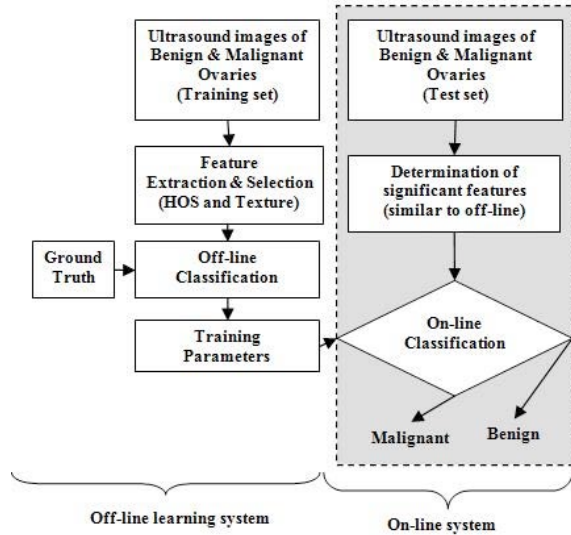 Ultrasound images of
Benign & Malignant
Ovaries
(Training set)
Feature
Extraction & Selection
(HOS and Texture)
Ground
Truth
Off-line
Classification
Training
Parameters
Off-line learning system
Ultrasound images of
Benign & Malignant
Ovaries
(Test set)
Determination of
significant features
(similar to off-line)
On-line
Classification
Malignant
Benign
On-line system